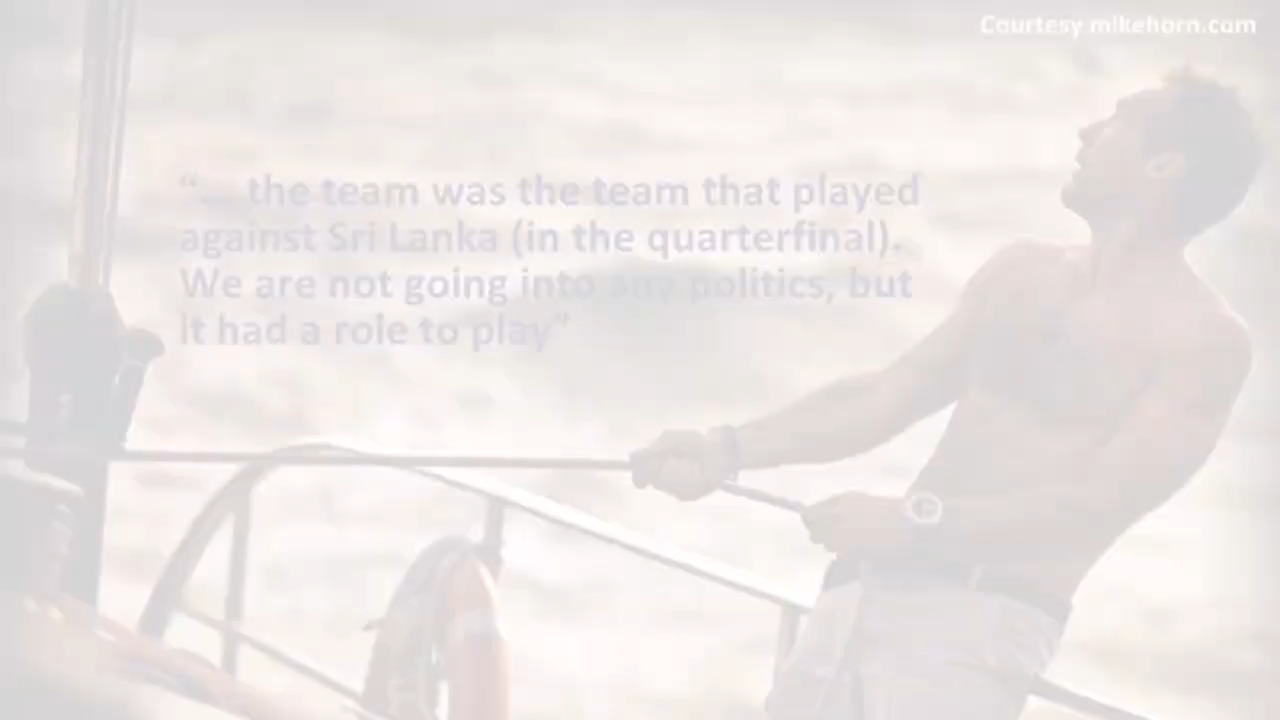 Courtesy mikehorn.com
“... the team was the team that played
against Sri Lanka (in the quarterfinal).
We are not going into any politics, but
it had a role to play”